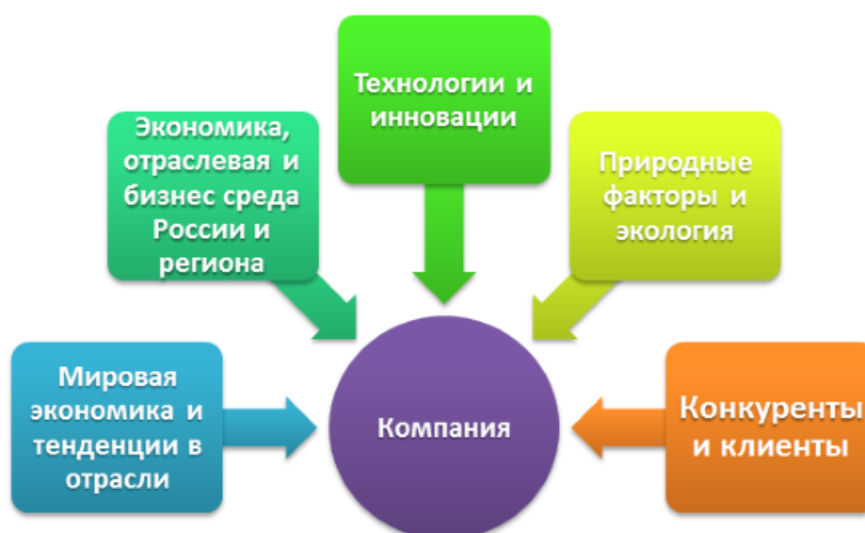 Технологии и
инновации
Экономика,
отраслевая и
бизнес среда
России и
региона
Природные
факторы и
экология
Мировая
экономика и
тенденции в
отрасли
Компания
Конкуренты
и клиенты